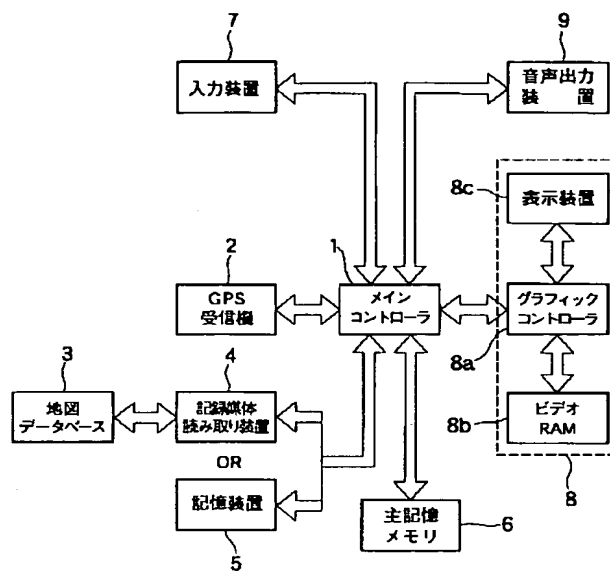 7
入力装置
9
音声出力
装置
8c
表示装置
2
GPS
受信機
1
メイン
コントローラ
グラフィック
コントローラ
8a
3
地図
データベース
4
記録媒体
読み取り装置
OR
記憶装置
5
主記憶
メモリ
6
8b
ビデオ
RAM
8